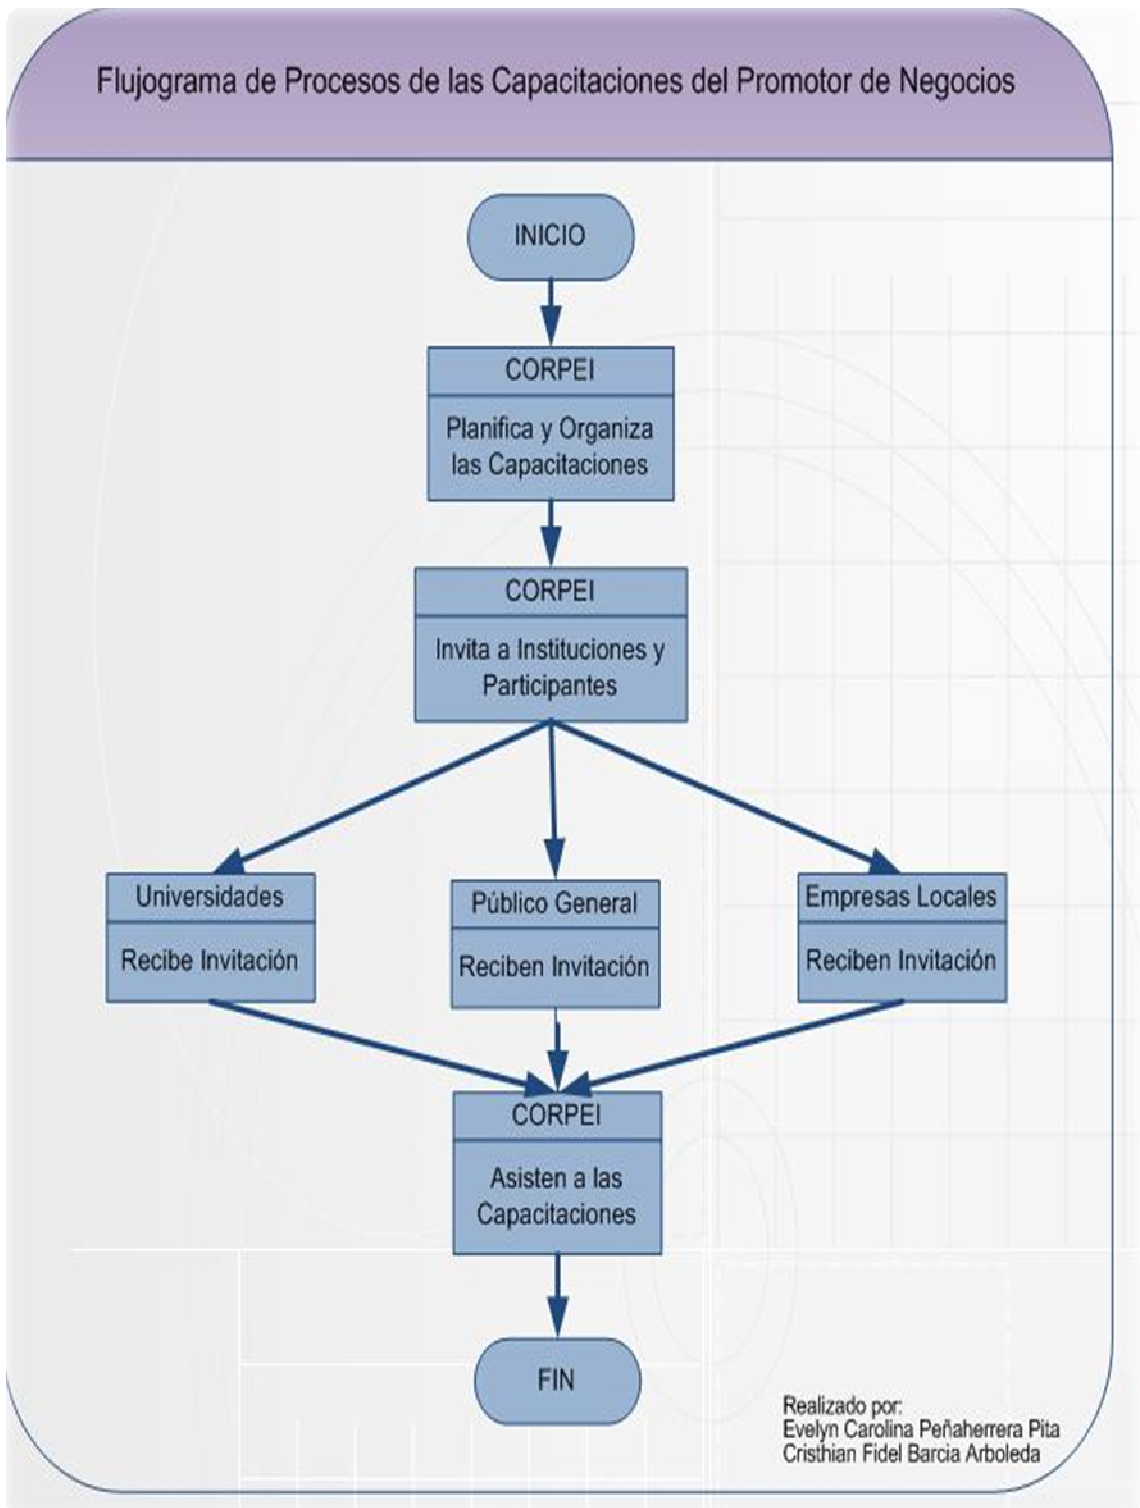 Flujograma de Procesos de las Capacitaciones del Promotor de Negocios
INICIO
CORPEI
Planifica y Organiza
las Capacitaciones
CORPEI
Invita a Instituciones y
Participantes
Universidades
Recibe Invitación
Público General
Reciben Invitación
Empresas Locales
Reciben Invitación
CORPEI
Asisten a las
Capacitaciones
FIN
Realizado por:
Evelyn Carolina Peñaherrera Pita
Cristhian Fidel Barcia Arboleda